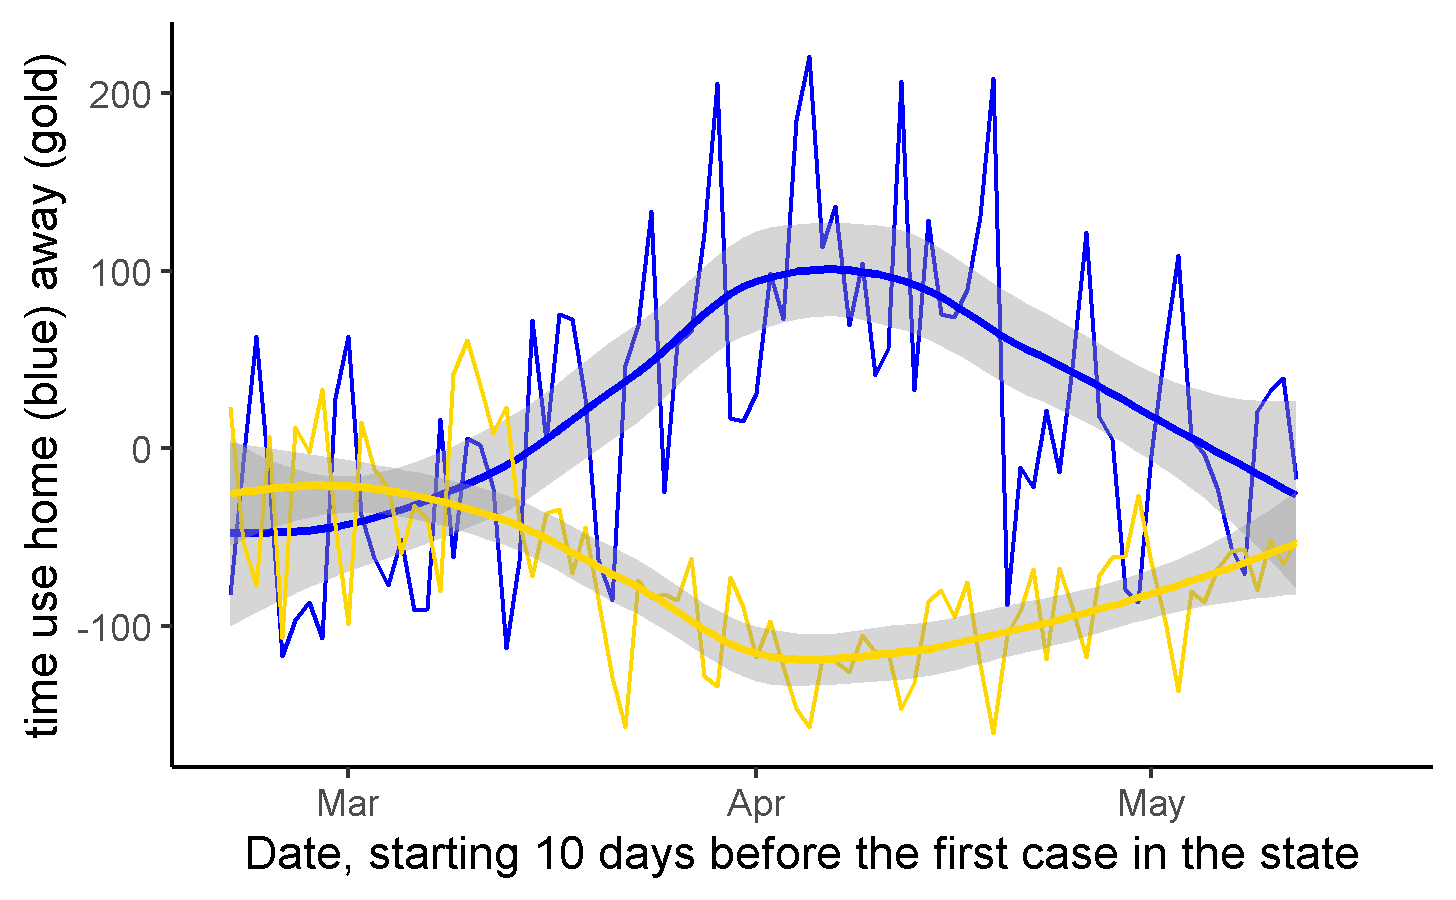 time use home (blue) away (gold)
200
100
0
-100
Mar
Apr
May
Date, starting 10 days before the first case in the state